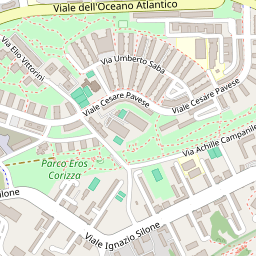 Viale dell'Oceano Atlantico
Via Elio Vittorini
Via Umberto Saba
Viale Cesare Pavese
Viale Cesare Pavese
Via Achille Campanile
Parco Eros
Corizza
ilone
Viale Ignazio Silone